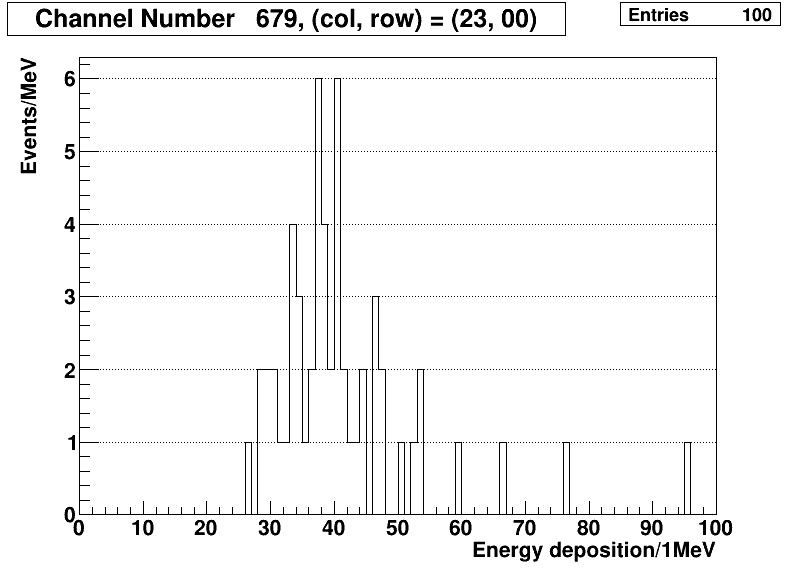 Channel Number 679, (col, row) = (23, 00)
Entries 100
Events/MeV
6
5
4
3
2
1
0
0 10 20 30 40 50 60 70 80 90 100
Energy deposition/1MeV